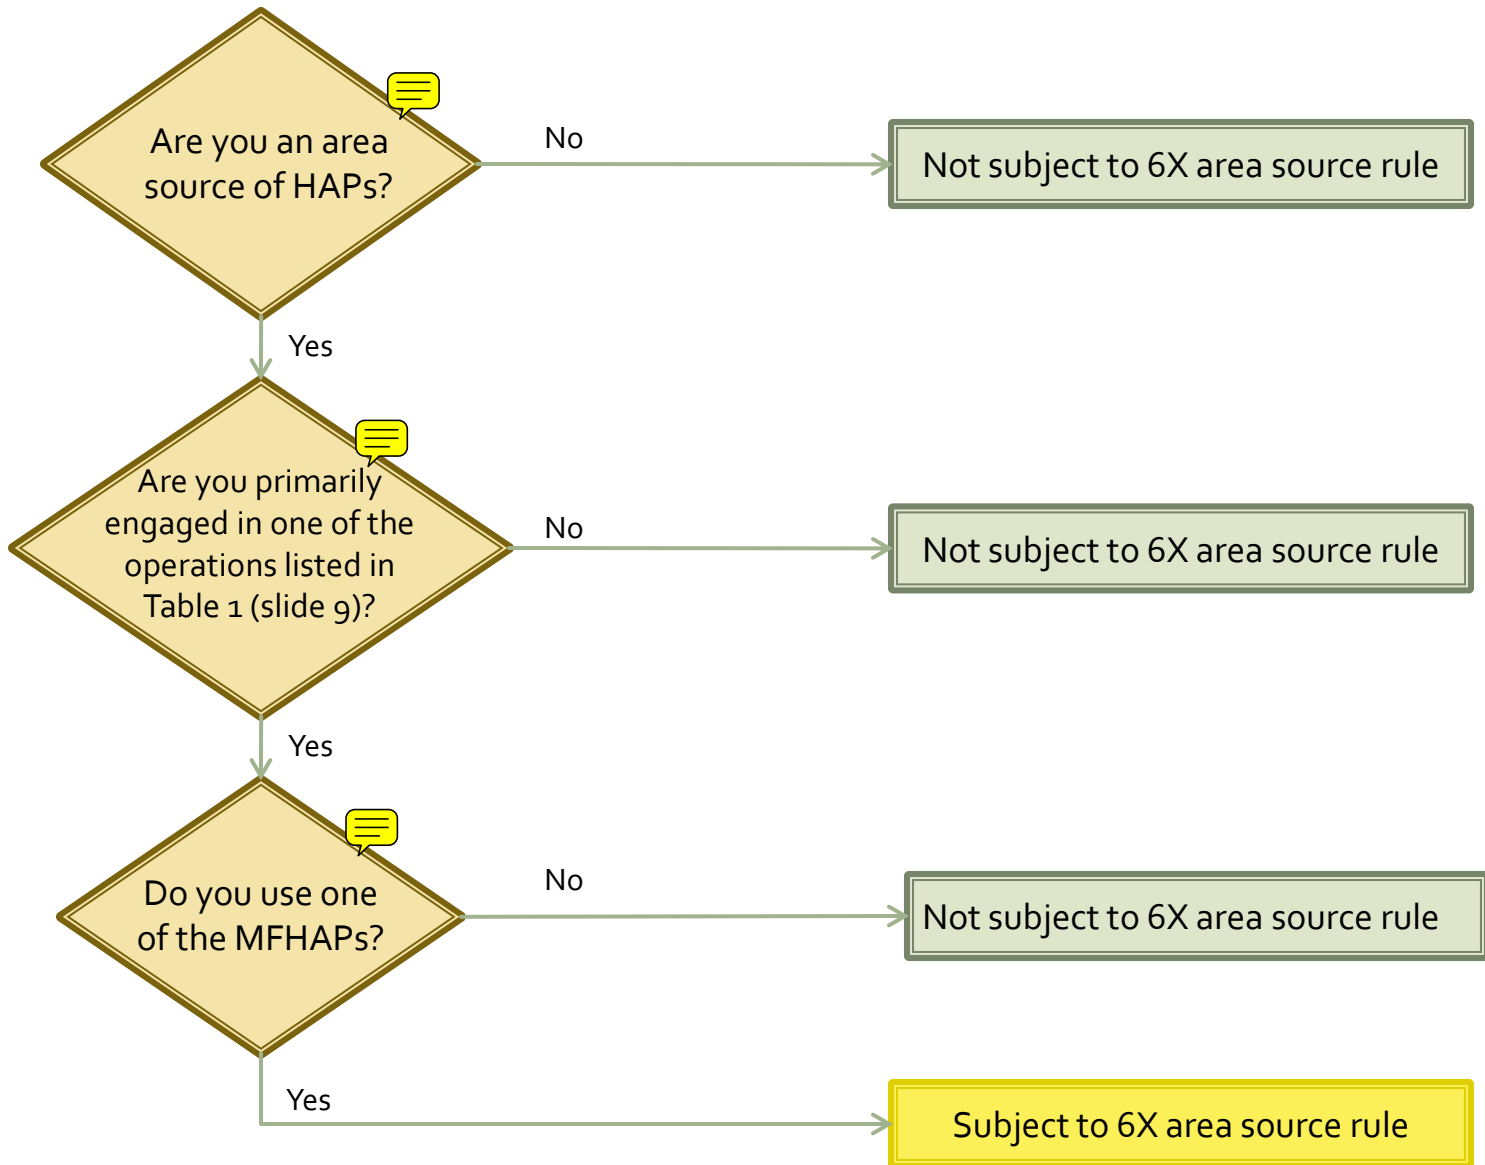 Are you an area
source of HAPs?
No
Not subject to 6X area source rule
Yes
Are you primarily
engaged in one of the
operations listed in
Table 1 (slide 9)?
No
Not subject to 6X area source rule
Yes
Do you use one
of the MFHAPs?
No
Not subject to 6X area source rule
Yes
Subject to 6X area source rule